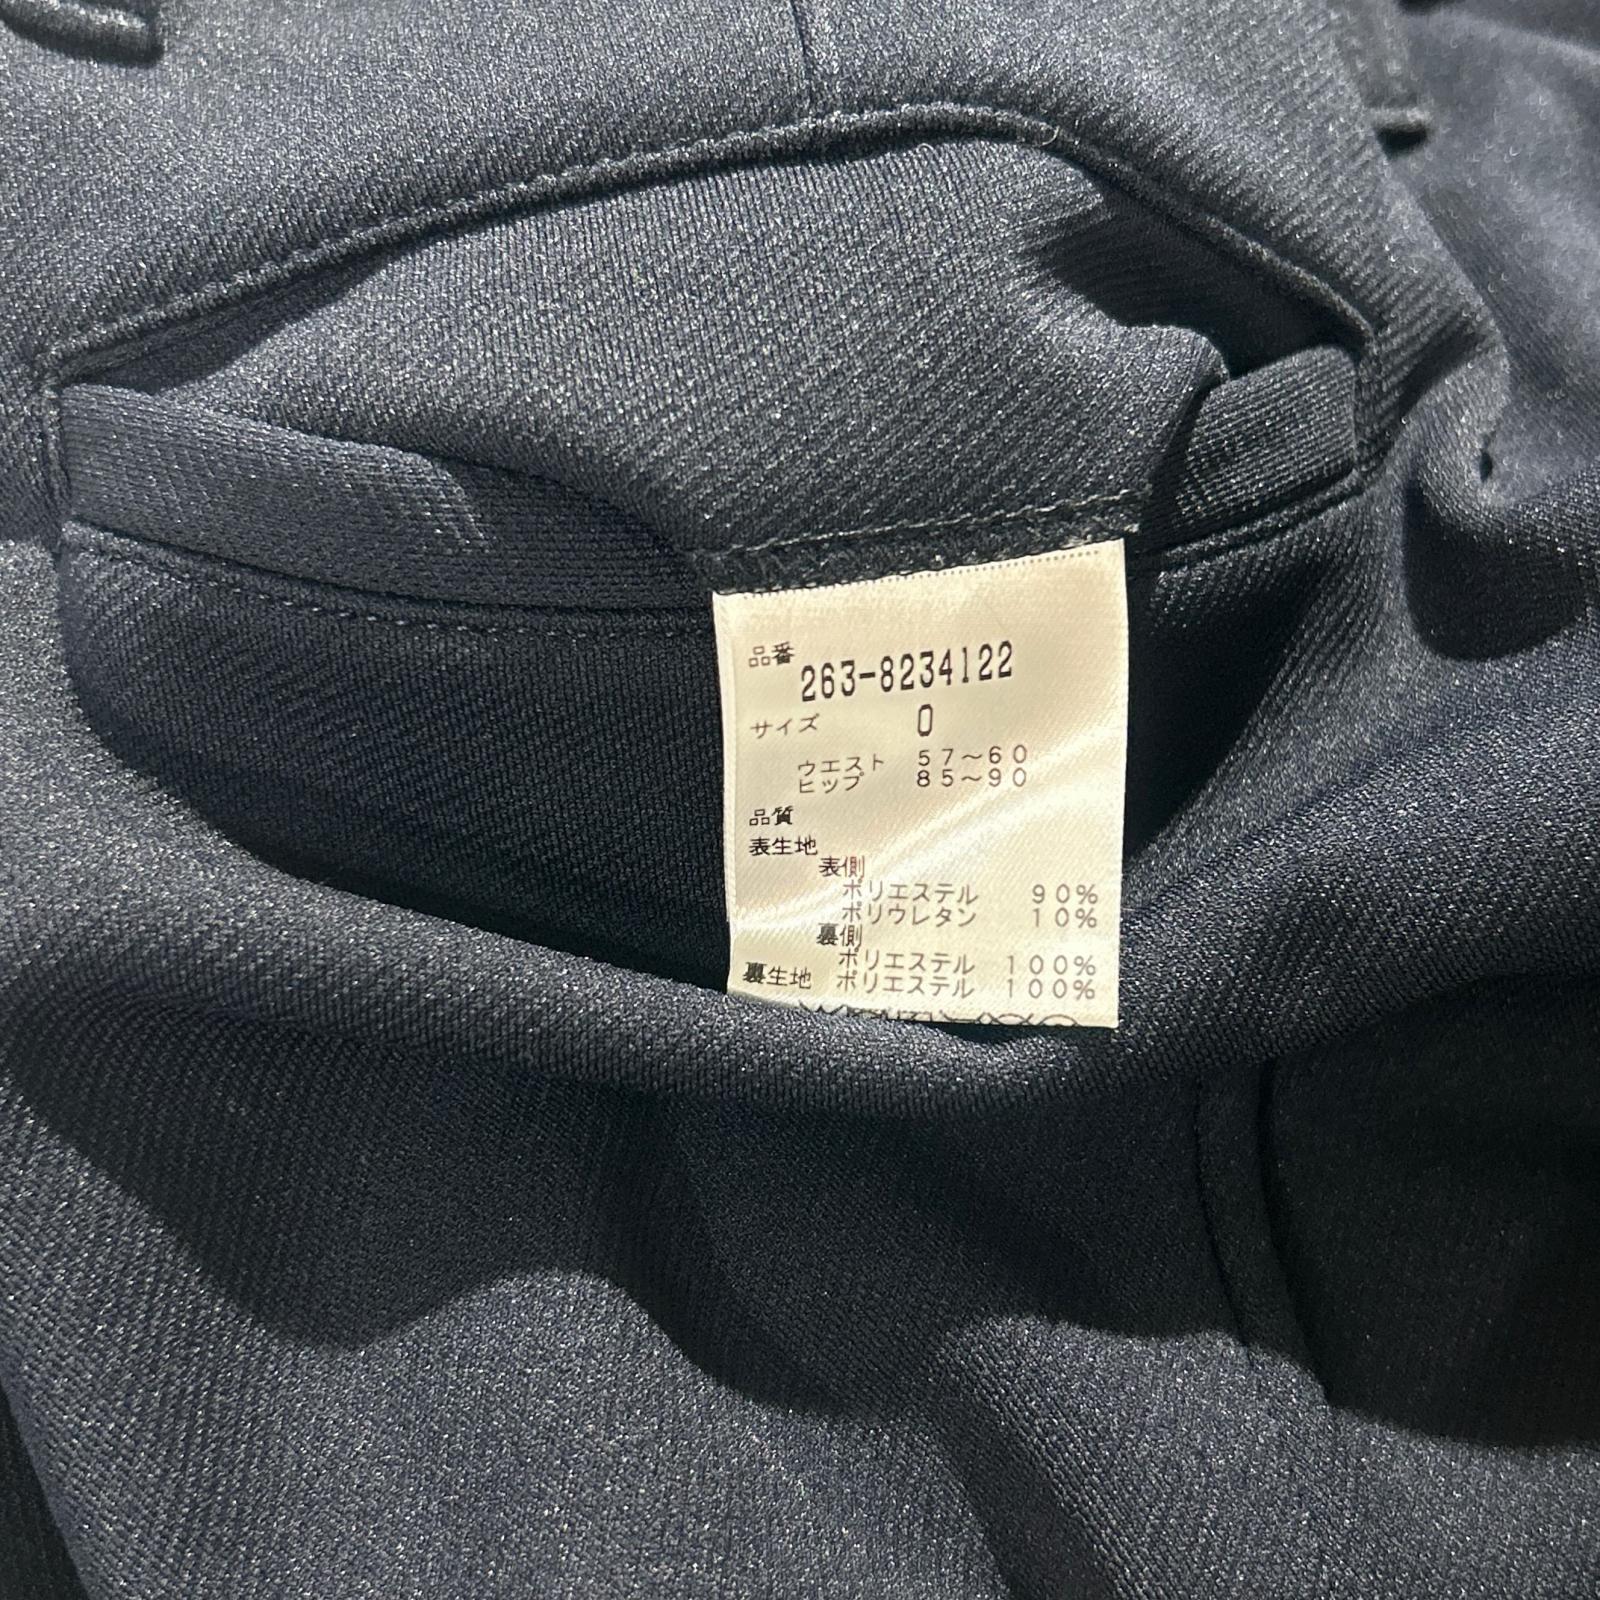 品番 263-8234122
サイズ 0
ウエスト 57~60
ヒップ 85~90
品質
表生地
表側
ポリエステル 90%
ポリウレタン 10%
裏側
ポリエステル 100%
裏生地 ポリエステル 100%